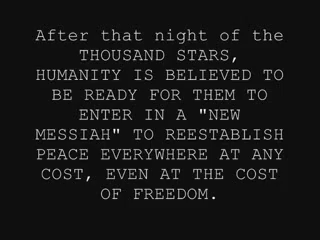 After that night of the
THOUSAND STARS,
HUMANITY IS BELIEVED TO
BE READY FOR THEM TO
ENTER IN A "NEW
MESSIAH" TO REESTABLISH
PEACE EVERYWHERE AT ANY
COST, EVEN AT THE COST
OF FREEDOM.